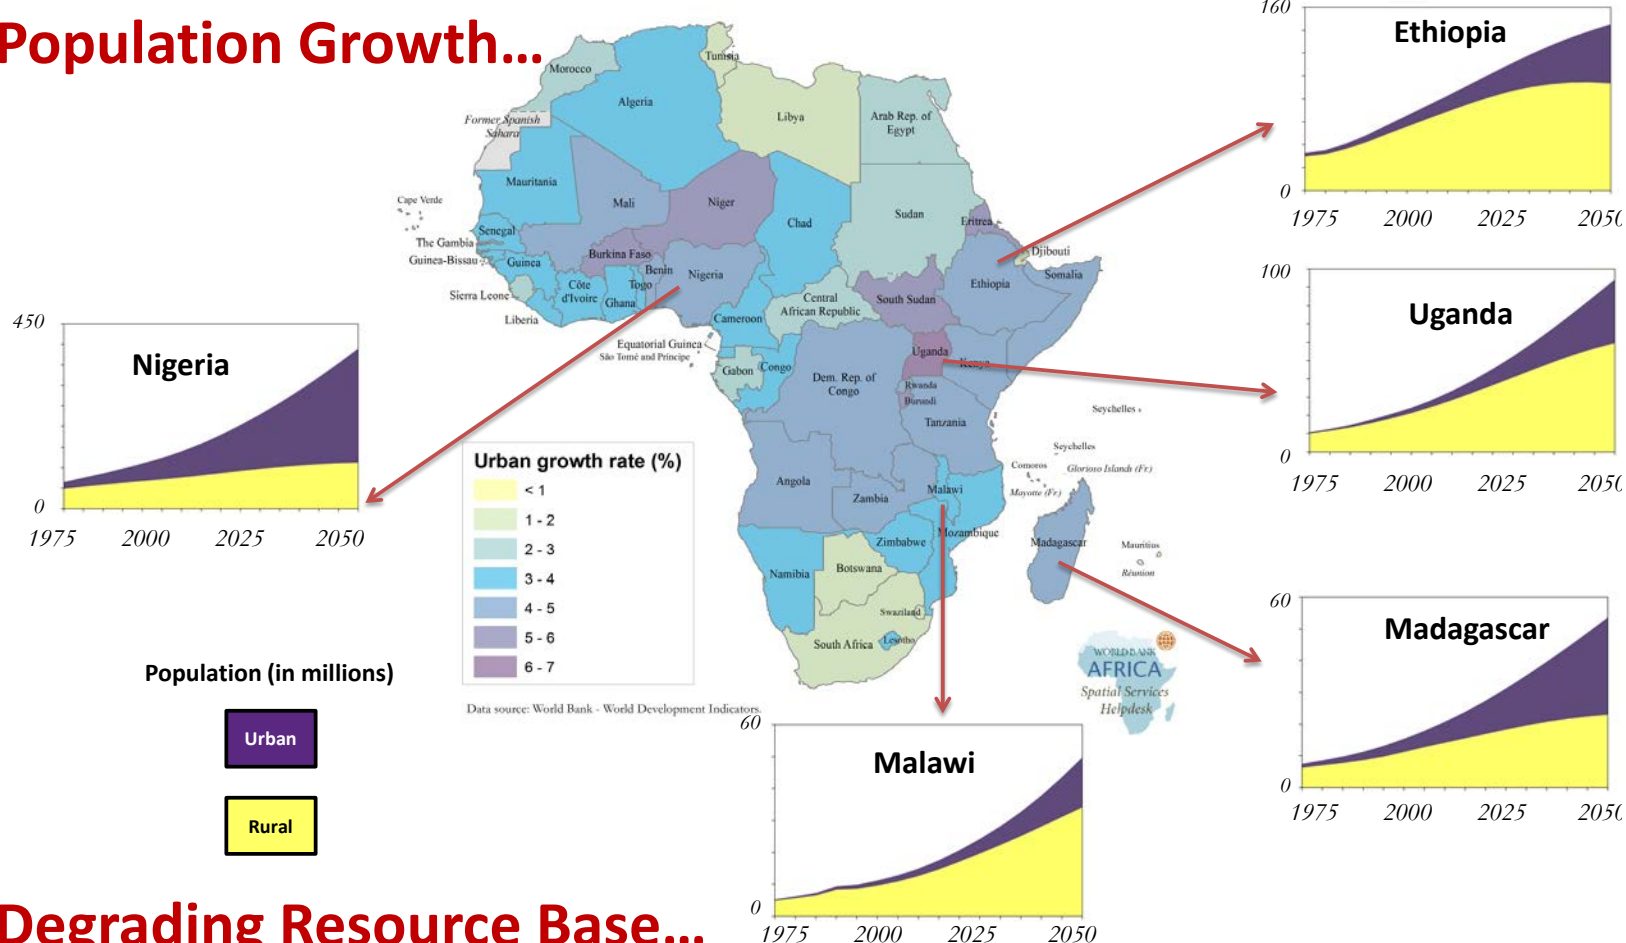 Population Growth...
160
Ethiopia
0
1975 2000 2025 2050
100
Uganda
0
1975 2000 2025 2050
60
Madagascar
0
1975 2000 2025 2050
450
Nigeria
0
1975 2000 2025 2050
60
Malawi
0
1975 2000 2025 2050
Morocco
Tunisia
Algeria
Libya
Arab Rep. of
Egypt
Former Spanish
Sahara
Mauritania
Mali
Niger
Chad
Sudan
Eritrea
Cape Verde
Senegal
The Gambia
Guinea-Bissau
Guinea
Burkina Faso
Benin
Nigeria
Djibouti
Somalia
Ethiopia
Sierra Leone
Côte
d'Ivoire
Togo
Ghana
Liberia
Cameroon
Central
African Republic
South Sudan
Equatorial Guinea
São Tomé and Príncipe
Gabon
Congo
Dem. Rep. of
Congo
Uganda
Kenya
Rwanda
Burundi
Tanzania
Seychelles
Seychelles
Comoros
Glorioso Islands (Fr.)
Mayotte (Fr.)
Angola
Zambia
Malawi
Mozambique
Zimbabwe
Madagascar
Mauritius
Réunion
Namibia
Botswana
Swaziland
South Africa
Lesotho
Urban growth rate (%)
< 1
1 - 2
2 - 3
3 - 4
4 - 5
5 - 6
6 - 7
Data source: World Bank - World Development Indicators.
WORLD BANK
AFRICA
Spatial Services
Helpdesk
Population (in millions)
Urban
Rural
Degrading Resource Base...